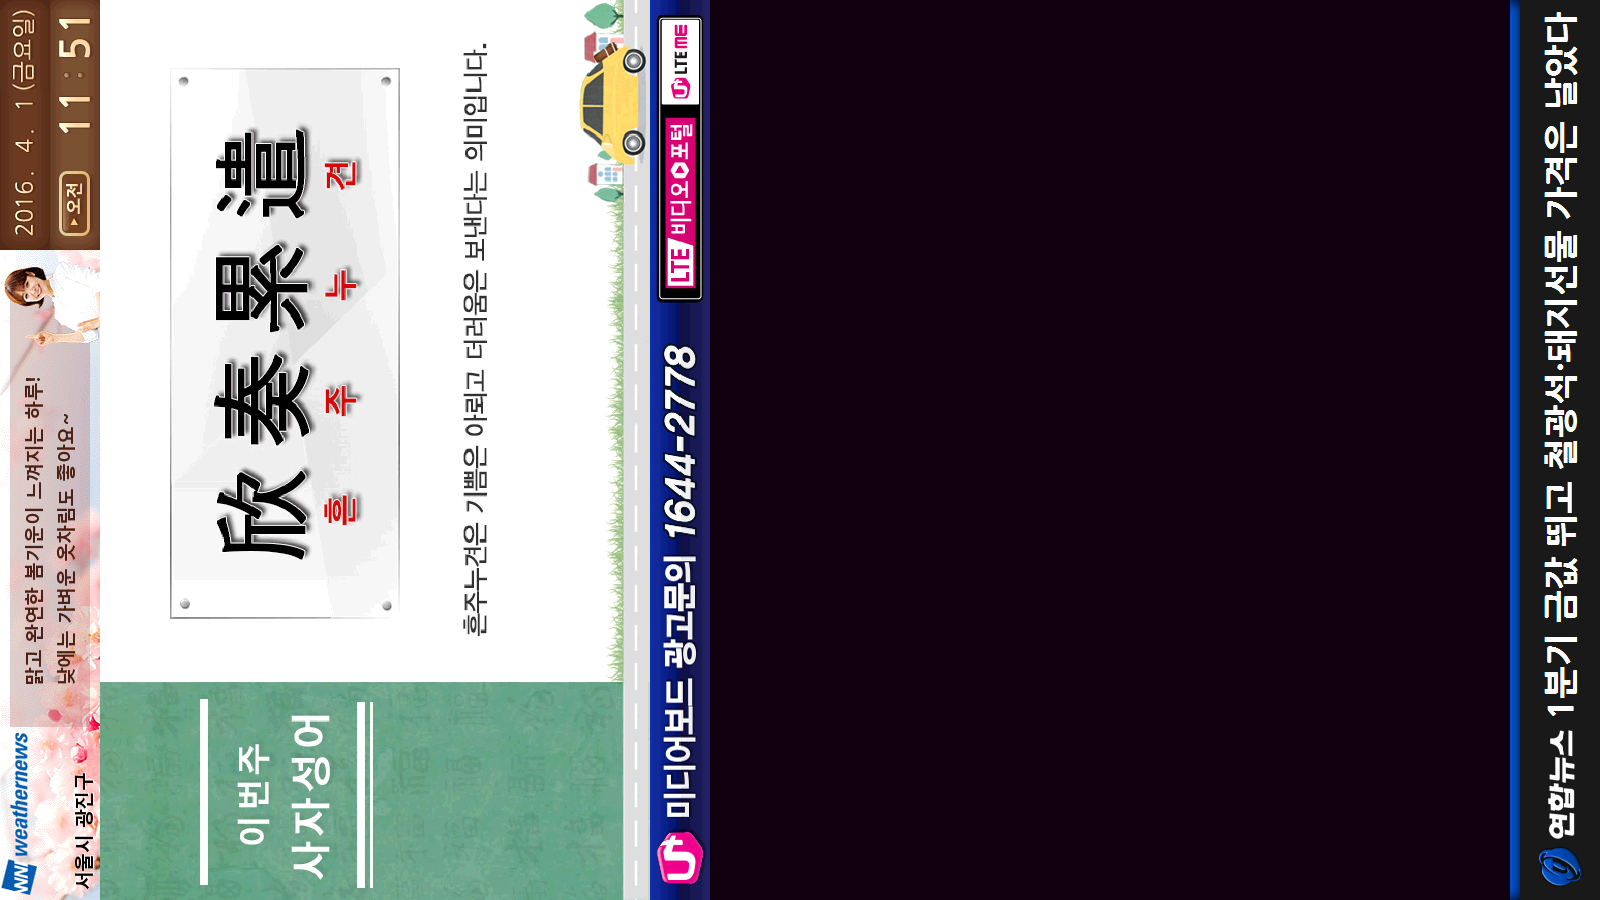 weathernews
서울시 광진구
맑고 완연한 봄기운이 느껴지는 하루!
낮에는 가벼운 옷차림도 좋아요~
2016. 4. 1 (금요일)
오전 11:51
이번주
사자성어
欣奏累遣
흔주누견
흔주누견은 기쁨은 아뢰고 더러움은 보낸다는 의미입니다.
U+ 미디어보드 광고문의 1644-2778
LTE 비디오포털
U+ LTE ME
연합뉴스 1분기 금값 뛰고 철광석·돼지선물 가격은 날았다